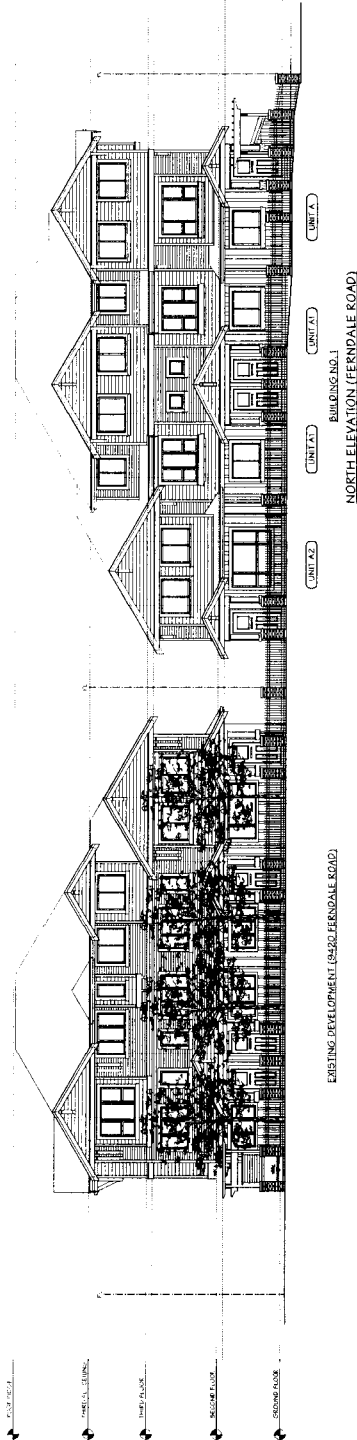 THIRD FLOOR
SECOND FLOOR
GROUND FLOOR
UNIT A2
UNIT A1
UNIT A1
UNIT A
EXISTING DEVELOPMENT (9420 FERNDALE ROAD)
BUILDING NO. 1
NORTH ELEVATION (FERNDALE ROAD)